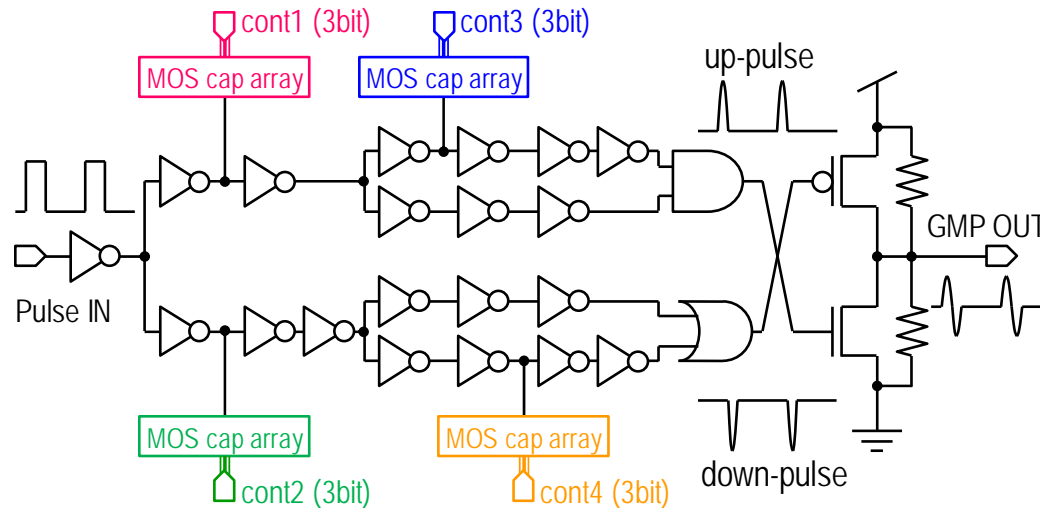 cont1 (3bit)
cont3 (3bit)
MOS cap array
MOS cap array
up-pulse
GMP OUT
Pulse IN
MOS cap array
MOS cap array
cont2 (3bit)
cont4 (3bit)
down-pulse